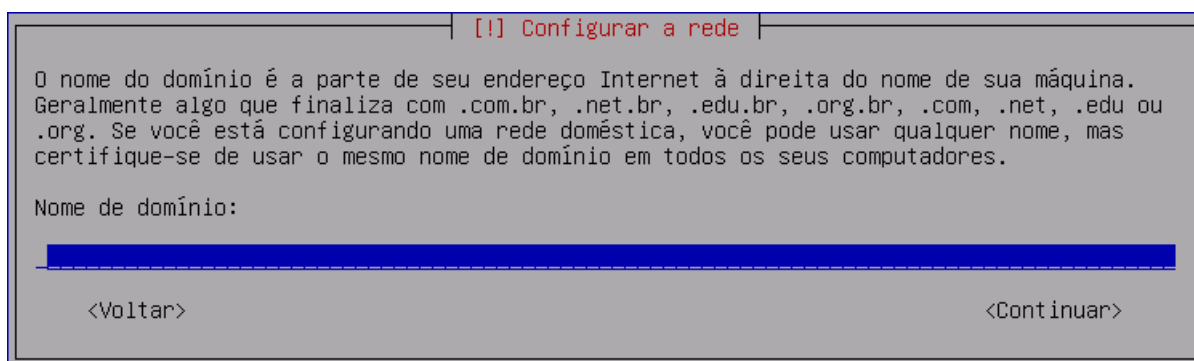 [!] Configurar a rede
O nome do domínio é a parte de seu endereço Internet à direita do nome de sua máquina.
Geralmente algo que finaliza com .com.br, .net.br, .edu.br, .org.br, .com, .net, .edu ou
.org. Se você está configurando uma rede doméstica, você pode usar qualquer nome, mas
certifique-se de usar o mesmo nome de domínio em todos os seus computadores.
Nome de domínio:
<Voltar> <Continuar>